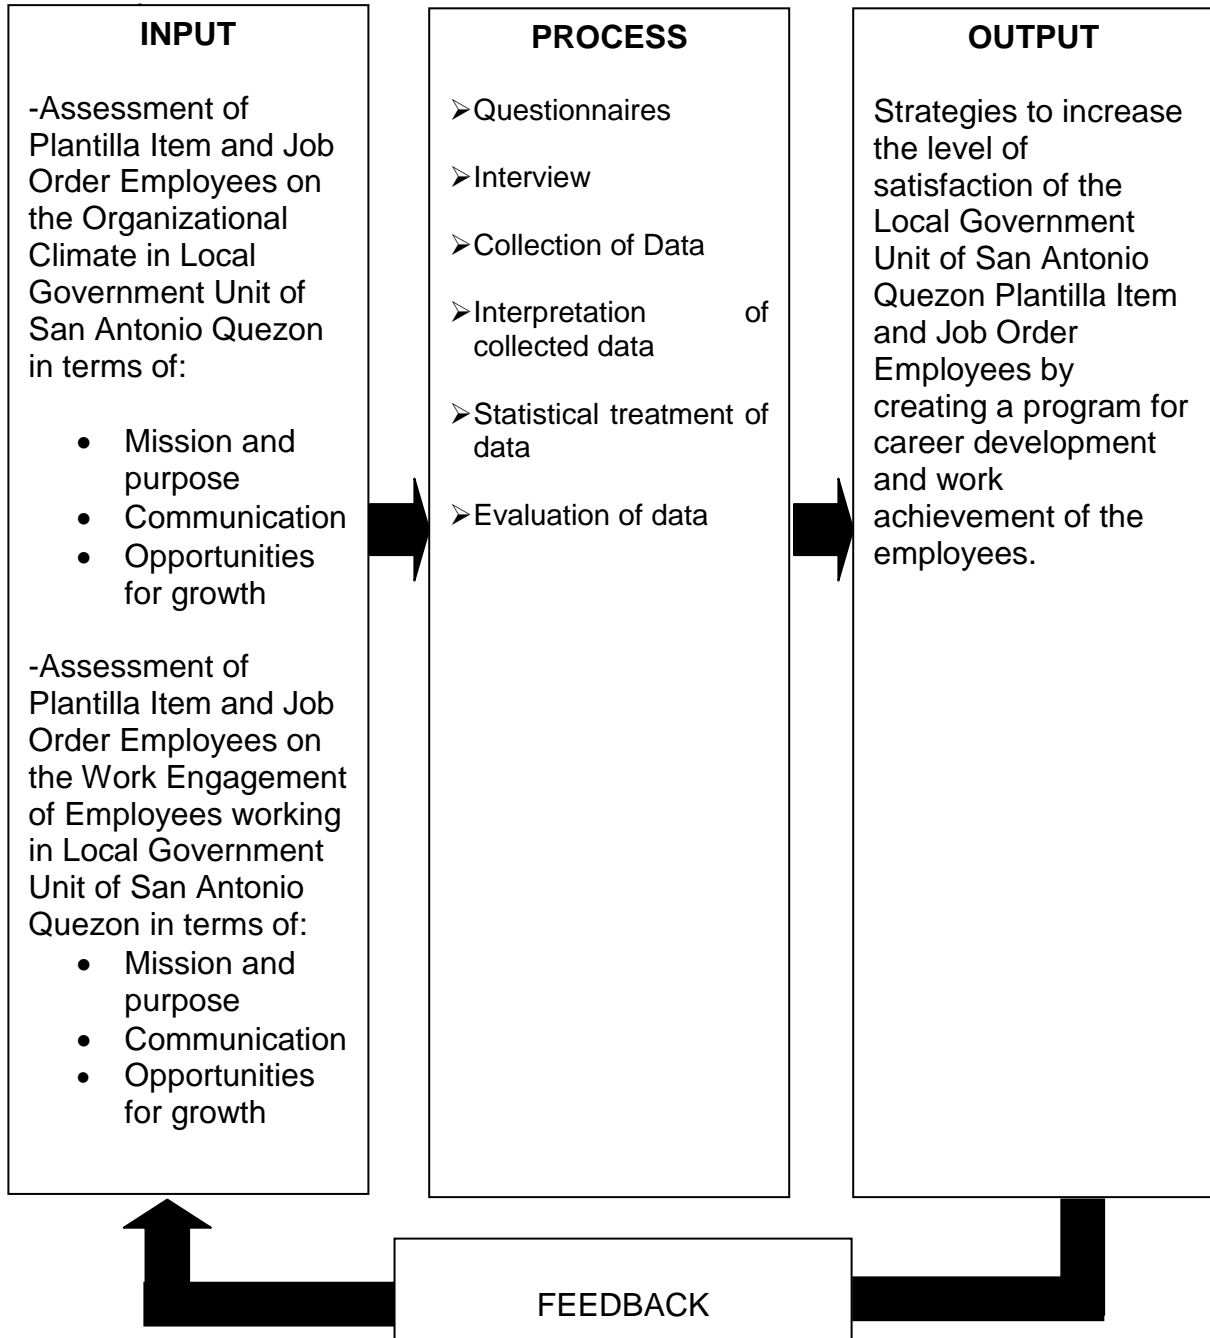 INPUT
-Assessment of
Plantilla Item and Job
Order Employees on
the Organizational
Climate in Local
Government Unit of
San Antonio Quezon
in terms of:
• Mission and
purpose
• Communication
• Opportunities
for growth
-Assessment of
Plantilla Item and Job
Order Employees on
the Work Engagement
of Employees working
in Local Government
Unit of San Antonio
Quezon in terms of:
• Mission and
purpose
• Communication
• Opportunities
for growth
PROCESS
➢Questionnaires
➢Interview
➢Collection of Data
➢Interpretation of
collected data
➢Statistical treatment of
data
➢Evaluation of data
OUTPUT
Strategies to increase
the level of
satisfaction of the
Local Government
Unit of San Antonio
Quezon Plantilla Item
and Job Order
Employees by
creating a program for
career development
and work
achievement of the
employees.
FEEDBACK